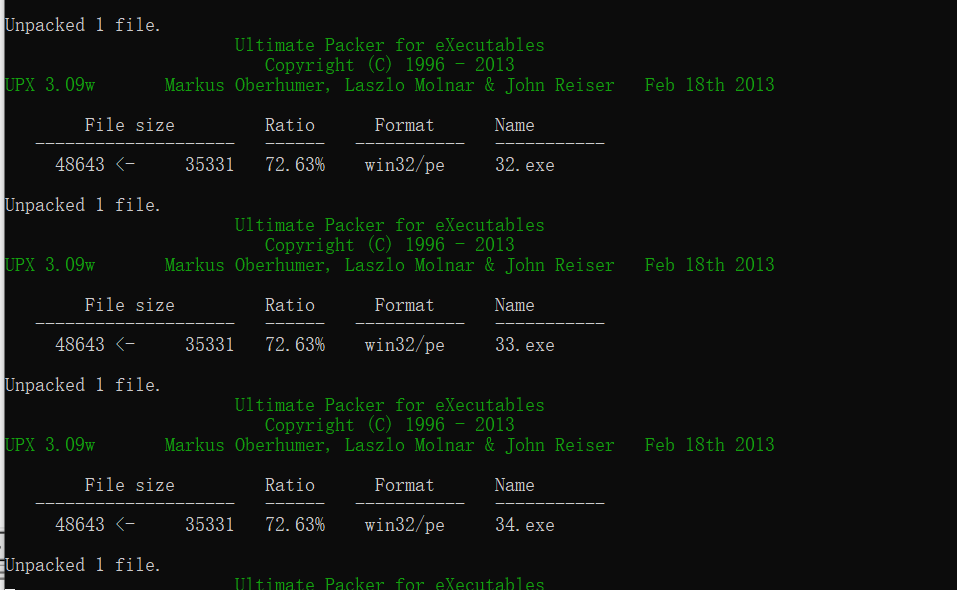 Unpacked 1 file.
Ultimate Packer for eXecutables
Copyright (C) 1996 - 2013
UPX 3.09w Markus Oberhumer, Laszlo Molnar & John Reiser Feb 18th 2013
File size Ratio Format Name
-------------------- ------ ----------- -----------
48643 <- 35331 72.63% win32/pe 32.exe
Unpacked 1 file.
Ultimate Packer for eXecutables
Copyright (C) 1996 - 2013
UPX 3.09w Markus Oberhumer, Laszlo Molnar & John Reiser Feb 18th 2013
File size Ratio Format Name
-------------------- ------ ----------- -----------
48643 <- 35331 72.63% win32/pe 33.exe
Unpacked 1 file.
Ultimate Packer for eXecutables
Copyright (C) 1996 - 2013
UPX 3.09w Markus Oberhumer, Laszlo Molnar & John Reiser Feb 18th 2013
File size Ratio Format Name
-------------------- ------ ----------- -----------
48643 <- 35331 72.63% win32/pe 34.exe
Unpacked 1 file.
Ultimate Packer for eXecutables